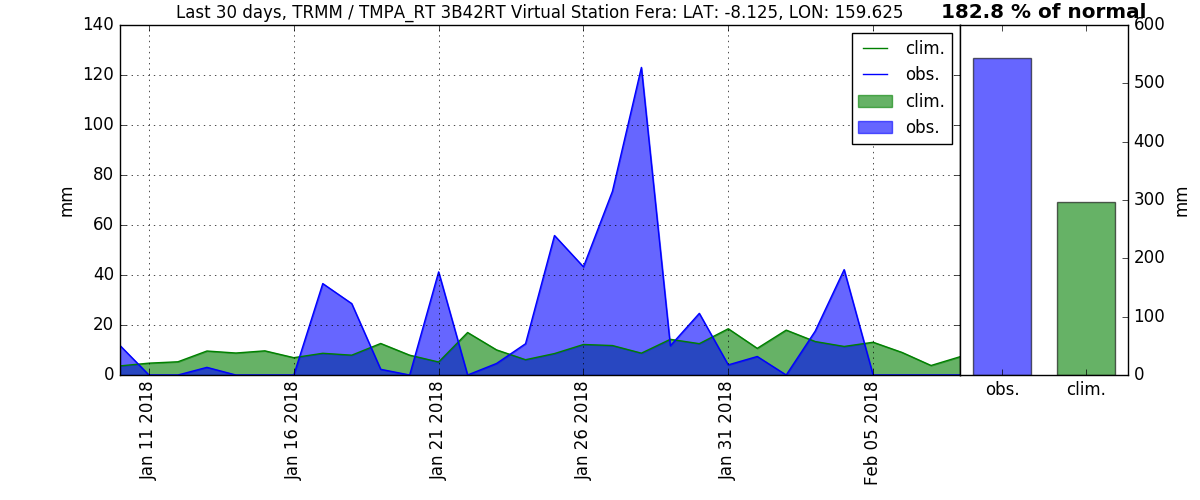 Last 30 days, TRMM / TMPA_RT 3B42RT Virtual Station Fera: LAT: -8.125, LON: 159.625
182.8 % of normal
140
120
100
80
60
40
20
0
mm
clim.
obs.
clim.
obs.
Jan 11 2018
Jan 16 2018
Jan 21 2018
Jan 26 2018
Jan 31 2018
Feb 05 2018
600
500
400
300
200
100
0
mm
obs.
clim.